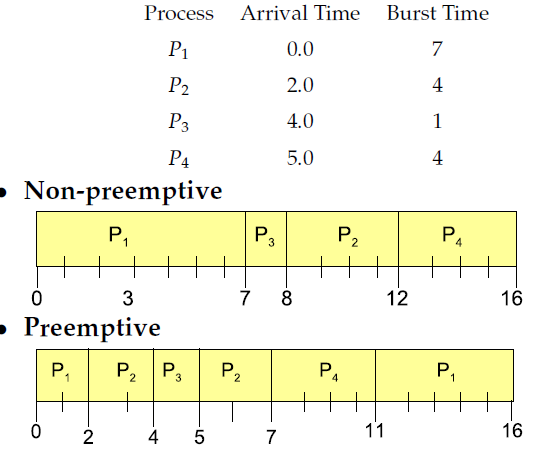 Process Arrival Time Burst Time
P1 0.0 7
P2 2.0 4
P3 4.0 1
P4 5.0 4
• Non-preemptive
P1 P3 P2 P4
0 3 7 8 12 16
• Preemptive
P1 P2 P3 P2 P4 P1
0 2 4 5 7 11 16